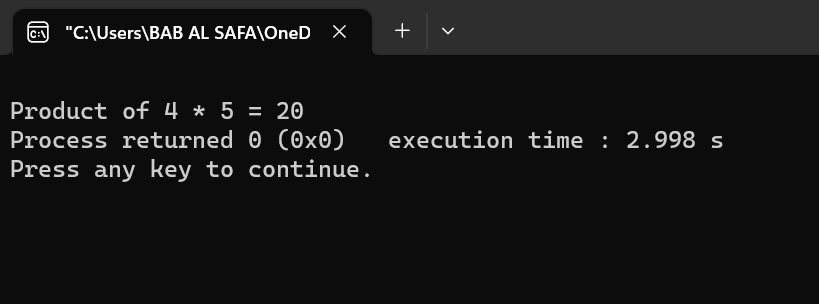 "C:\Users\BAB AL SAFA\OneD
Product of 4 * 5 = 20
Process returned 0 (0x0)   execution time : 2.998 s
Press any key to continue.